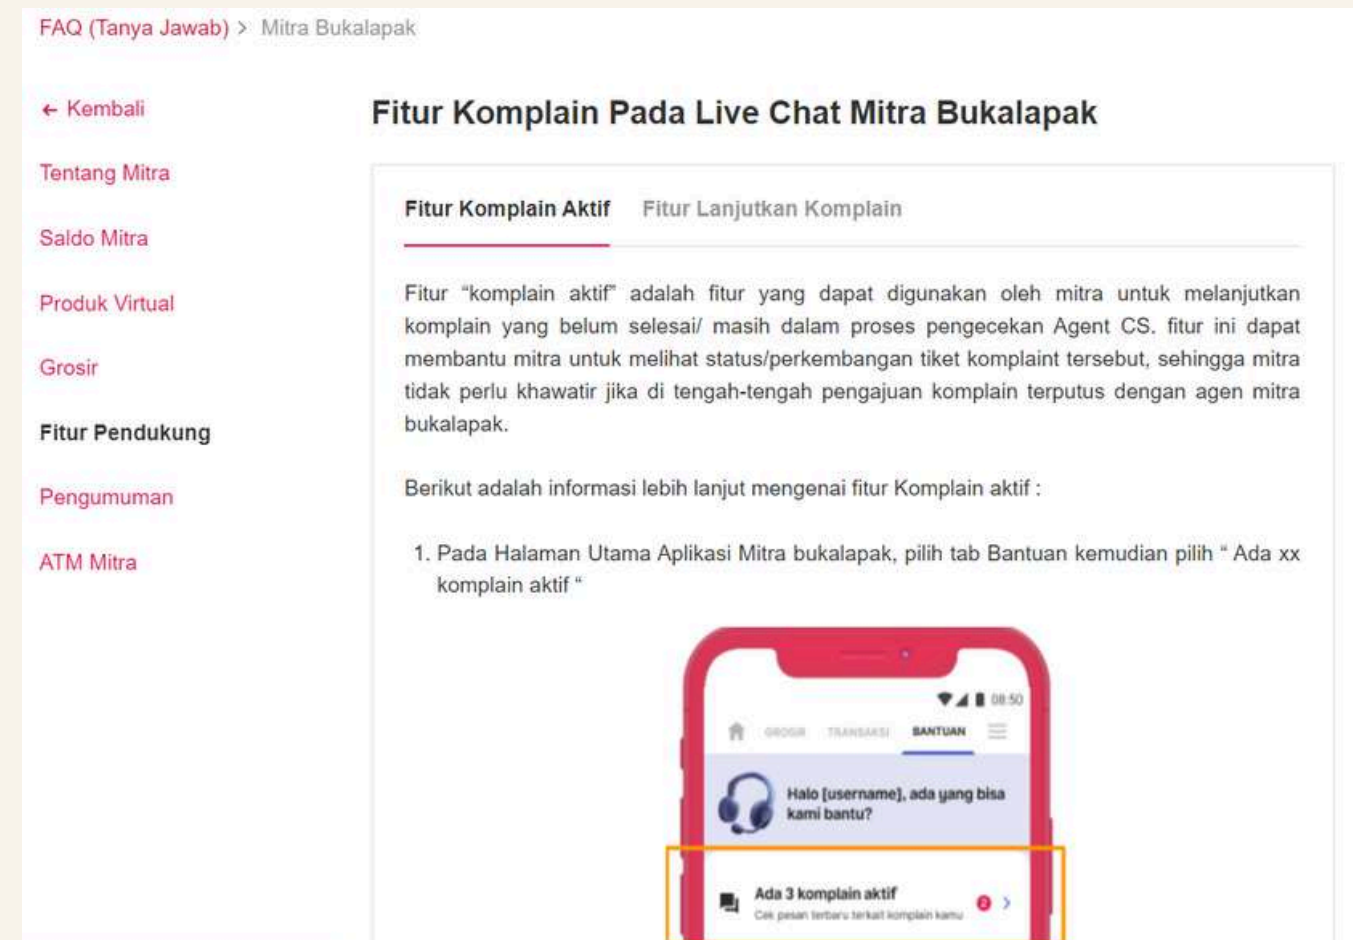 FAQ (Tanya Jawab) > Mitra Bukalapak
← Kembali
Tentang Mitra
Saldo Mitra
Produk Virtual
Grosir
Fitur Pendukung
Pengumuman
ATM Mitra
Fitur Komplain Pada Live Chat Mitra Bukalapak
Fitur Komplain Aktif Fitur Lanjutkan Komplain
Fitur “komplain aktif” adalah fitur yang dapat digunakan oleh mitra untuk melanjutkan
komplain yang belum selesai/ masih dalam proses pengecekan Agent CS. fitur ini dapat
membantu mitra untuk melihat status/perkembangan tiket komplaint tersebut, sehingga mitra
tidak perlu khawatir jika di tengah-tengah pengajuan komplain terputus dengan agen mitra
bukalapak.
Berikut adalah informasi lebih lanjut mengenai fitur Komplain aktif :
1. Pada Halaman Utama Aplikasi Mitra bukalapak, pilih tab Bantuan kemudian pilih “ Ada xx
komplain aktif “
08:50
GROSIR TRANSAKSI BANTUAN
Halo [username], ada yang bisa
kami bantu?
Ada 3 komplain aktif
Cek pesan terbaru terkait komplain kamu 2 >